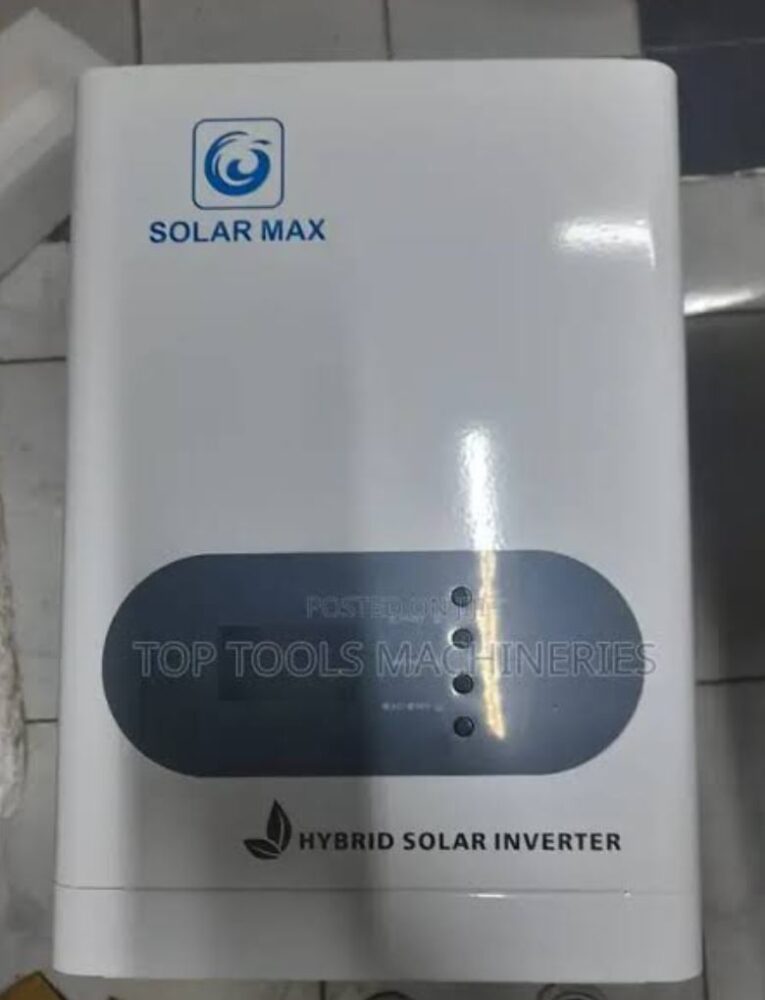 SOLAR MAX
POSTED ON
TOP TOOLS MACHINERIES
HYBRID SOLAR INVERTER